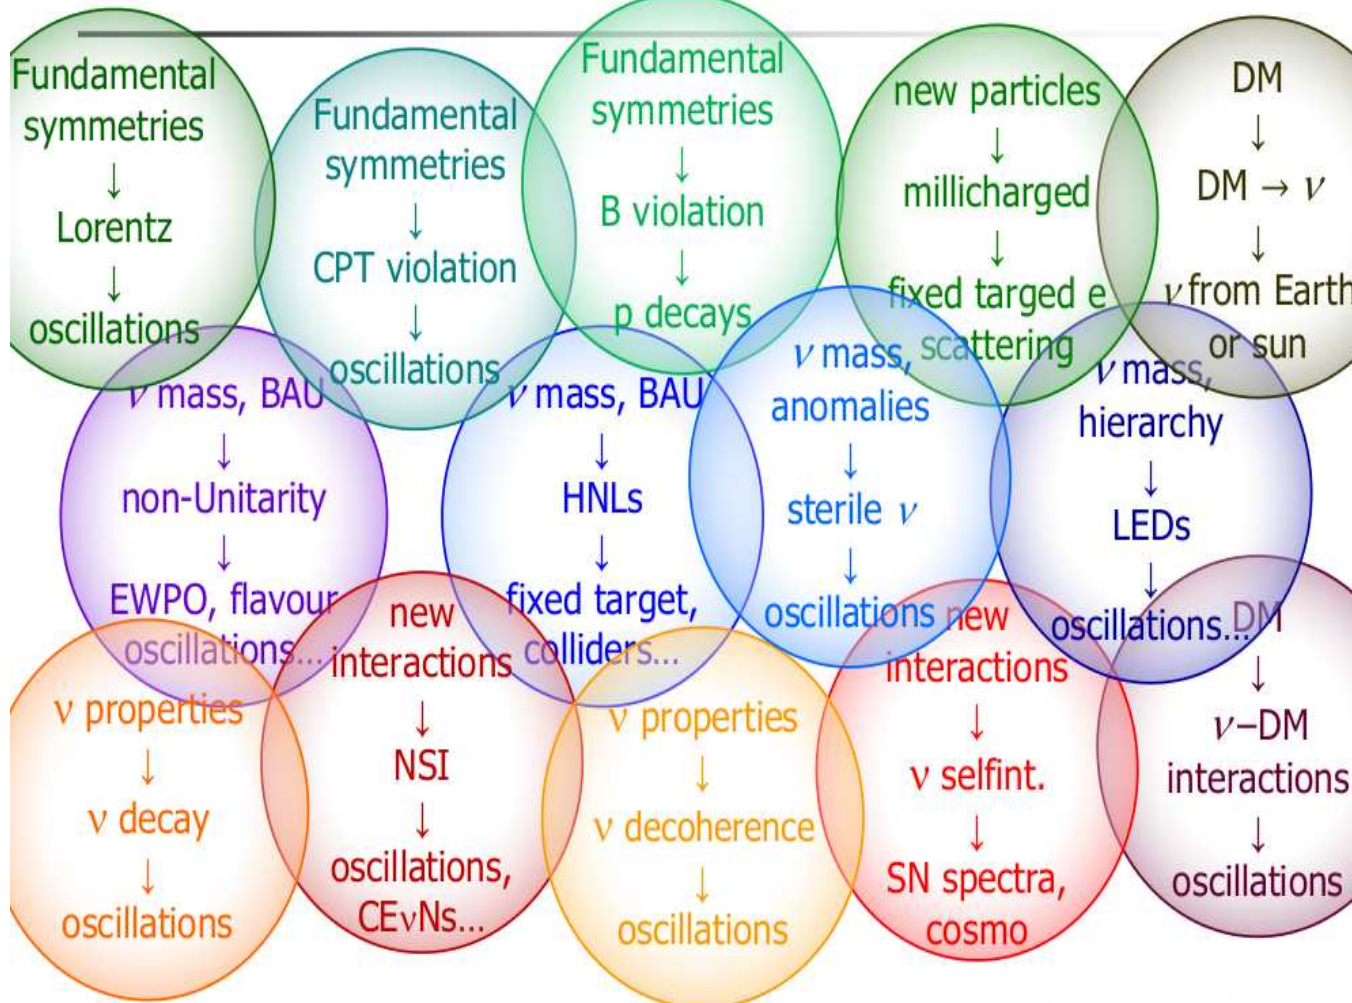 Fundamental
symmetries
↓
Lorentz
↓
oscillations
Fundamental
symmetries
↓
CPT violation
↓
oscillations
Fundamental
symmetries
↓
B violation
↓
p decays
new particles
↓
millicharged
↓
fixed targed e
scattering
DM
↓
DM → ν
↓
ν from Earth
or sun
ν mass, BAU
↓
non-Unitarity
↓
EWPO, flavour
oscillations...
ν mass, BAU
↓
HNLs
↓
fixed target,
colliders...
ν mass,
anomalies
↓
sterile ν
↓
oscillations
ν mass,
hierarchy
↓
LEDs
↓
oscillations...
ν properties
↓
ν decay
↓
oscillations
new
interactions
↓
NSI
↓
oscillations,
CEνNs...
ν properties
↓
ν decoherence
↓
oscillations
new
interactions
↓
ν selfint.
↓
SN spectra,
cosmo
DM
↓
ν–DM
interactions
↓
oscillations